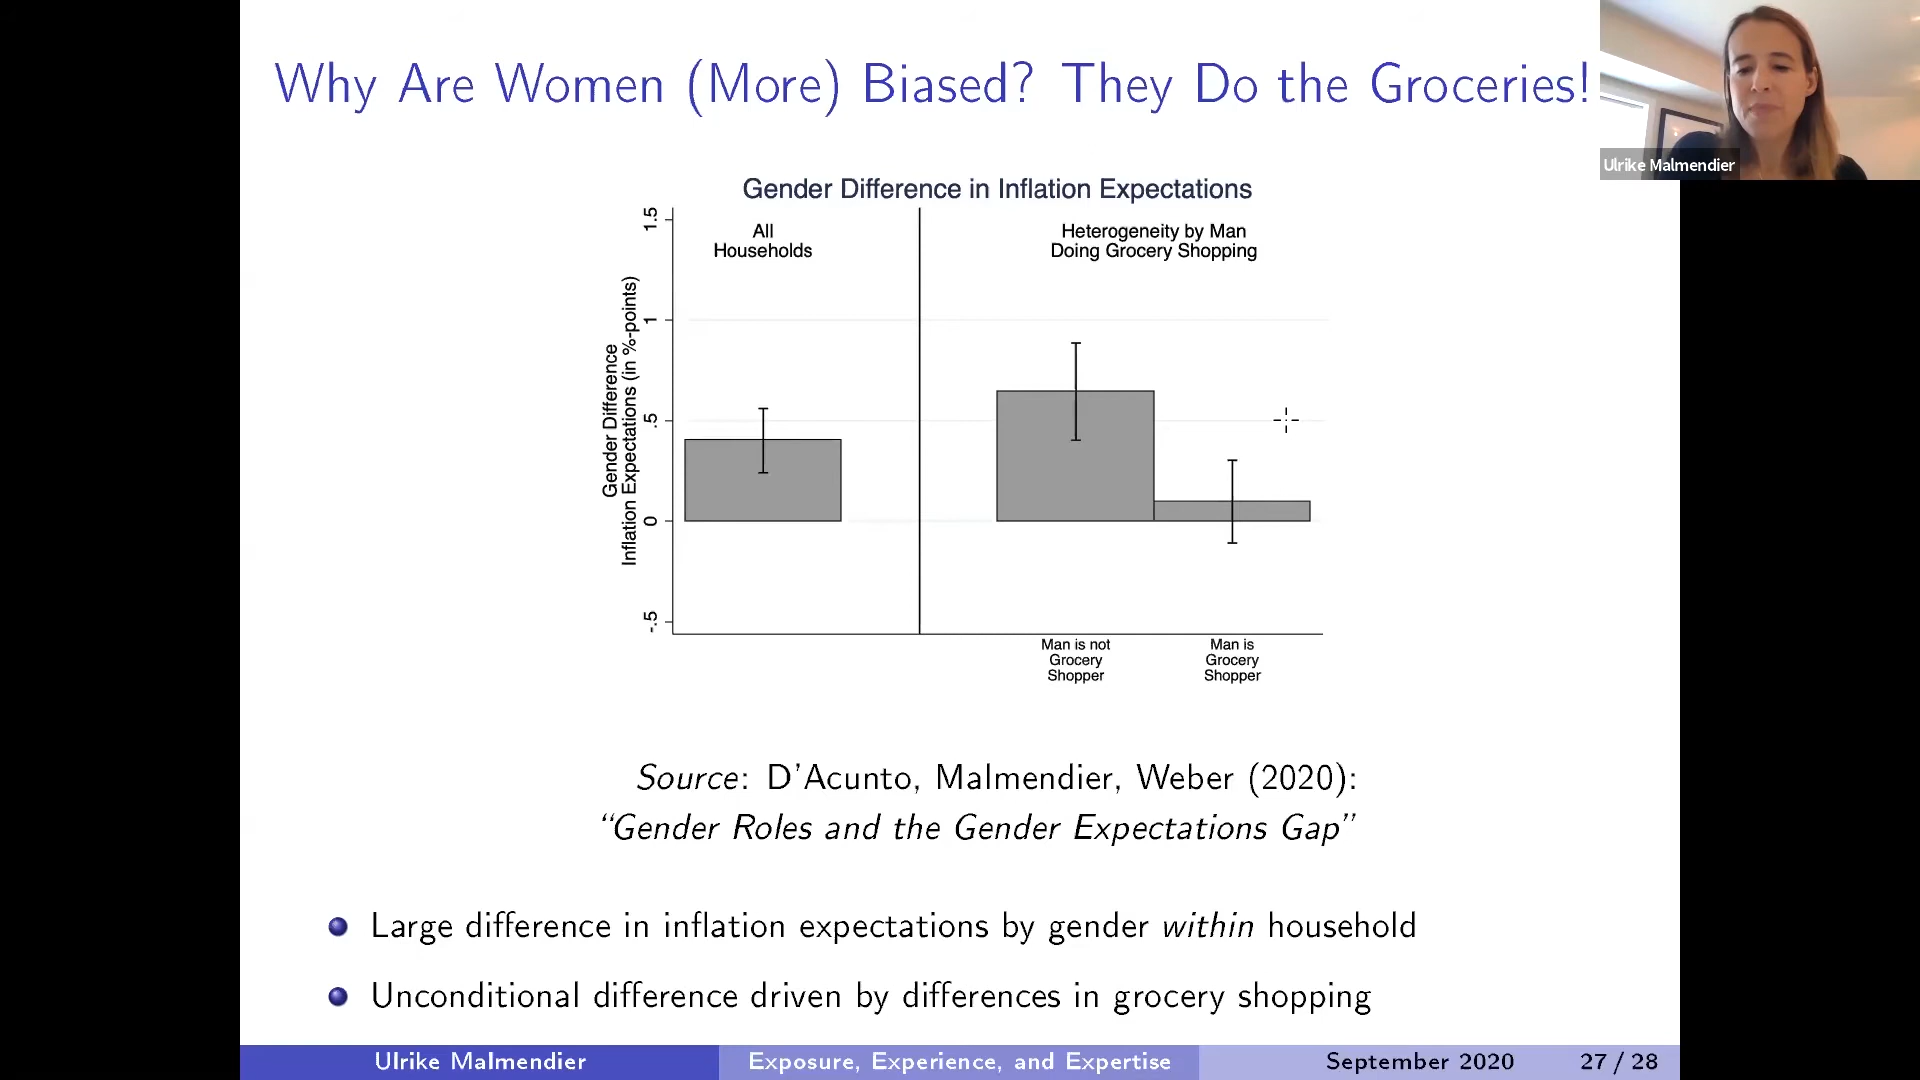 Why Are Women (More) Biased? They Do the Groceries!
Ulrike Malmendier
Gender Difference in Inflation Expectations
All
Households
Heterogeneity by Man
Doing Grocery Shopping
Gender Difference
Inflation Expectations (in %-points)
1.5
1
.5
0
-.5
Man is not
Grocery
Shopper
Man is
Grocery
Shopper
Source: D'Acunto, Malmendier, Weber (2020):
“Gender Roles and the Gender Expectations Gap”
Large difference in inflation expectations by gender within household
Unconditional difference driven by differences in grocery shopping
Ulrike Malmendier Exposure, Experience, and Expertise September 2020 27 / 28